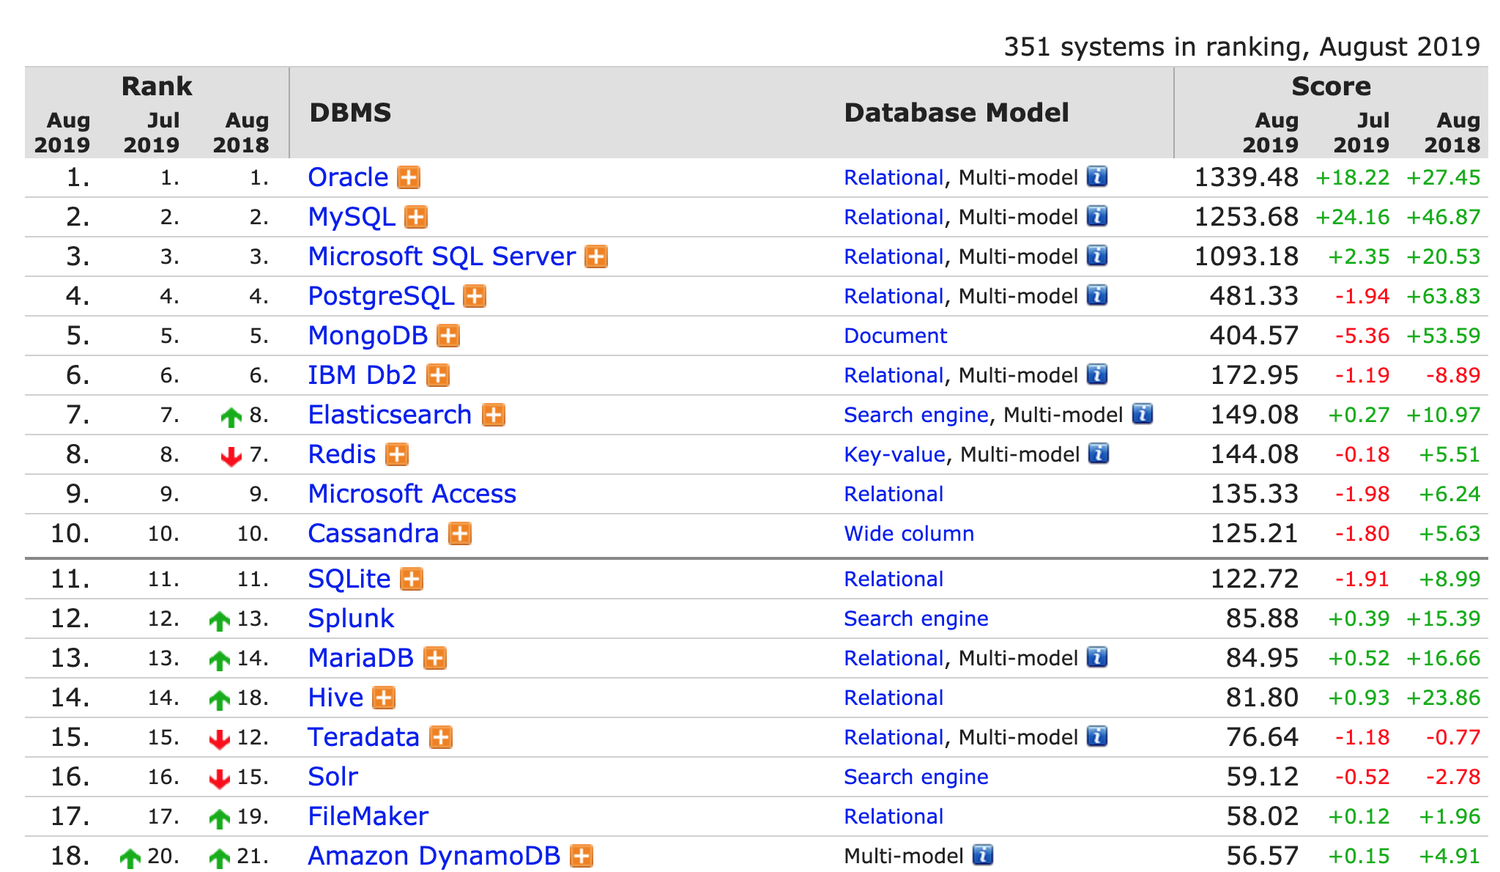 351 systems in ranking, August 2019
Rank Score
DBMS Database Model
Aug Jul Aug Aug Jul Aug
2019 2019 2018 2019 2019 2018
1. 1. 1. Oracle Relational, Multi-model 1339.48 +18.22 +27.45
2. 2. 2. MySQL Relational, Multi-model 1253.68 +24.16 +46.87
3. 3. 3. Microsoft SQL Server Relational, Multi-model 1093.18 +2.35 +20.53
4. 4. 4. PostgreSQL Relational, Multi-model 481.33 -1.94 +63.83
5. 5. 5. MongoDB Document 404.57 -5.36 +53.59
6. 6. 6. IBM Db2 Relational, Multi-model 172.95 -1.19 -8.89
7. 7. 8. Elasticsearch Search engine, Multi-model 149.08 +0.27 +10.97
8. 8. 7. Redis Key-value, Multi-model 144.08 -0.18 +5.51
9. 9. 9. Microsoft Access Relational 135.33 -1.98 +6.24
10. 10. 10. Cassandra Wide column 125.21 -1.80 +5.63
11. 11. 11. SQLite Relational 122.72 -1.91 +8.99
12. 12. 13. Splunk Search engine 85.88 +0.39 +15.39
13. 13. 14. MariaDB Relational, Multi-model 84.95 +0.52 +16.66
14. 14. 18. Hive Relational 81.80 +0.93 +23.86
15. 15. 12. Teradata Relational, Multi-model 76.64 -1.18 -0.77
16. 16. 15. Solr Search engine 59.12 -0.52 -2.78
17. 17. 19. FileMaker Relational 58.02 +0.12 +1.96
18. 20. 21. Amazon DynamoDB Multi-model 56.57 +0.15 +4.91